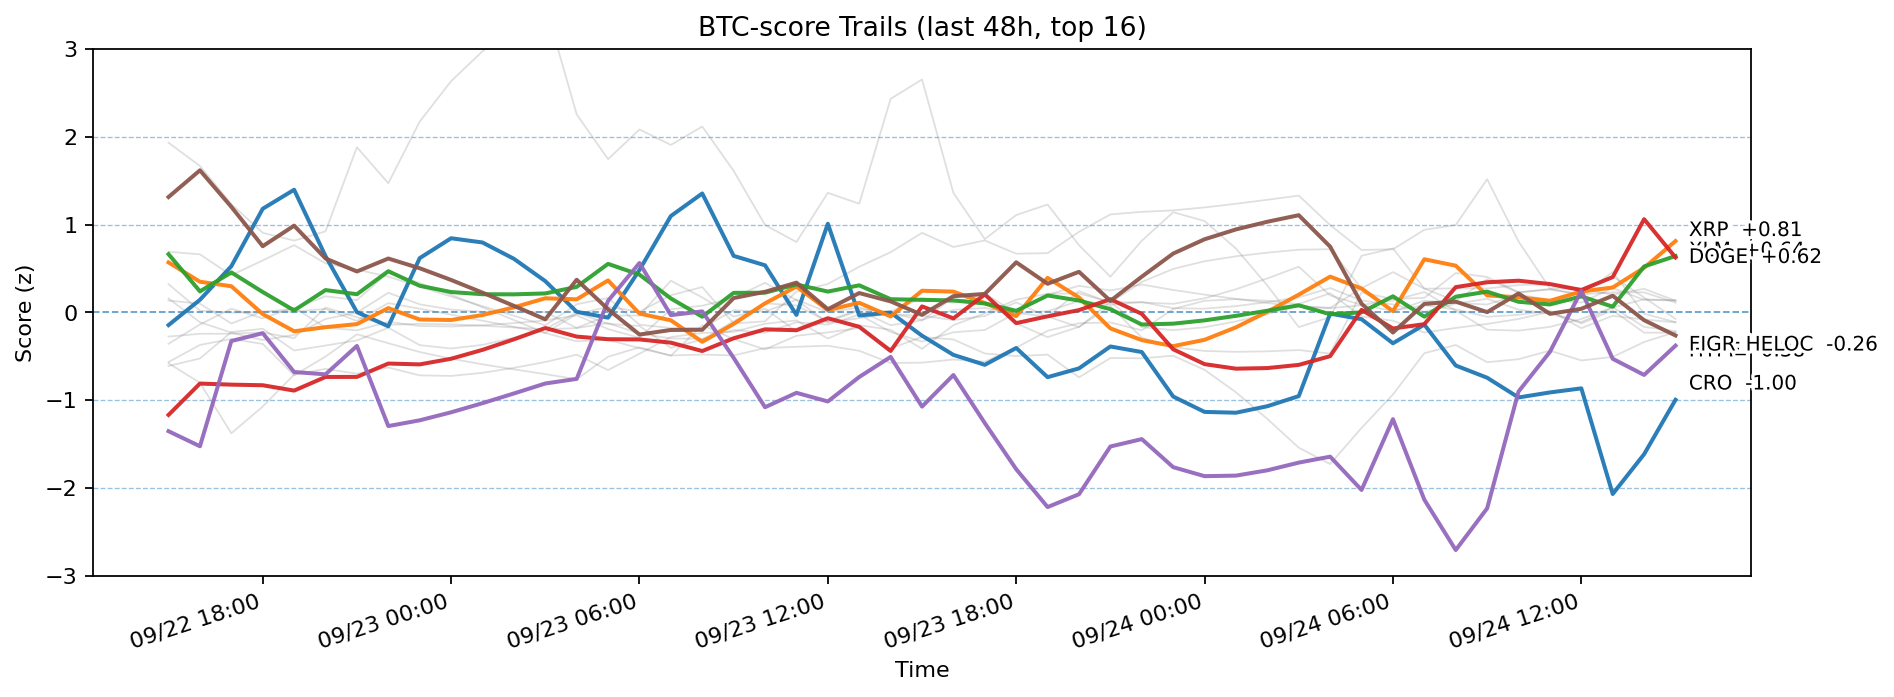 BTC-score Trails (last 48h, top 16)
Score (z)
3
2
1
0
−1
−2
−3
XRP +0.81
DOGE +0.62
FIGR_HELOC -0.26
CRO -1.00
09/22 18:00
09/23 00:00
09/23 06:00
09/23 12:00
09/23 18:00
09/24 00:00
09/24 06:00
09/24 12:00
Time